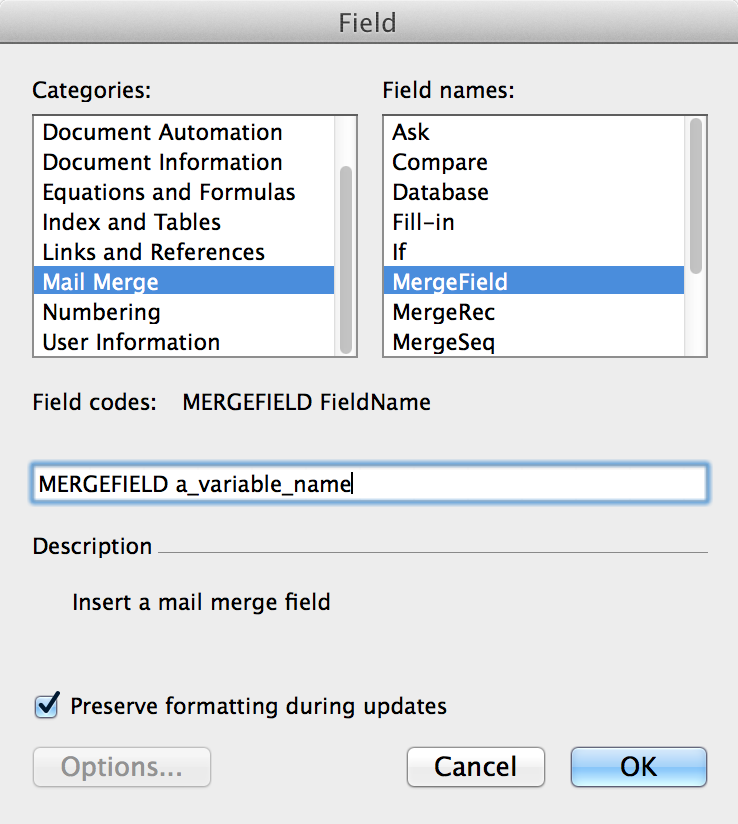 Field
Categories:
Document Automation
Document Information
Equations and Formulas
Index and Tables
Links and References
Mail Merge
Numbering
User Information
Field names:
Ask
Compare
Database
Fill-in
If
MergeField
MergeRec
MergeSeq
Field codes: MERGEFIELD FieldName
MERGEFIELD a_variable_name
Description
Insert a mail merge field
Preserve formatting during updates
Options...
Cancel
OK